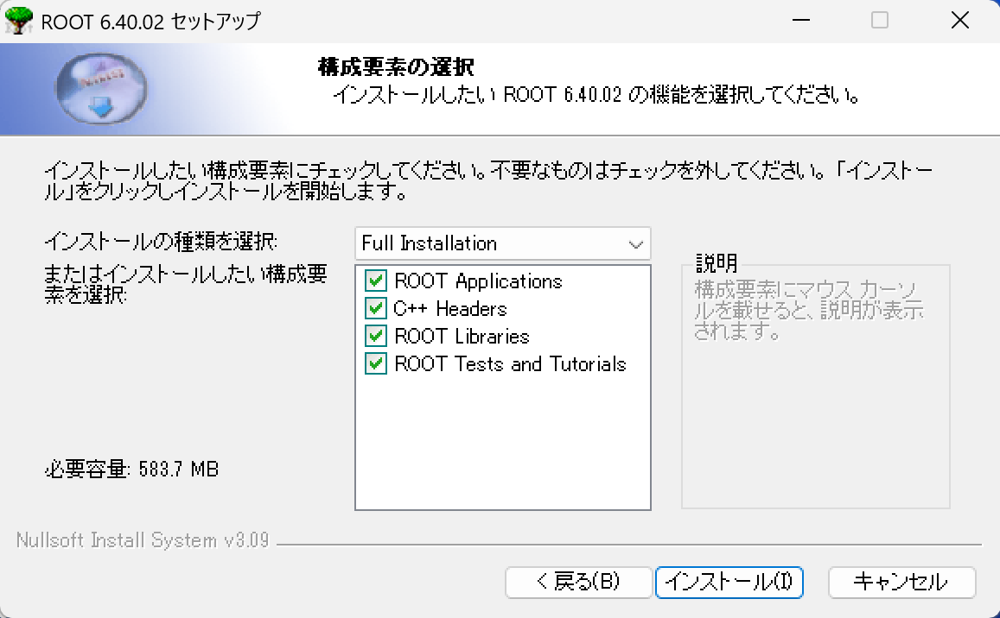 ROOT 6.40.02 セットアップ
構成要素の選択
インストールしたい ROOT 6.40.02 の機能を選択してください。
インストールしたい構成要素にチェックしてください。不要なものはチェックを外してください。「インストー
ル」をクリックしインストールを開始します。
インストールの種類を選択:
Full Installation
またはインストールしたい構成要
素を選択:
ROOT Applications
C++ Headers
ROOT Libraries
ROOT Tests and Tutorials
説明
構成要素にマウス カーソ
ルを載せると、説明が表示
されます。
必要容量: 583.7 MB
Nullsoft Install System v3.09
< 戻る(B)
インストール(I)
キャンセル